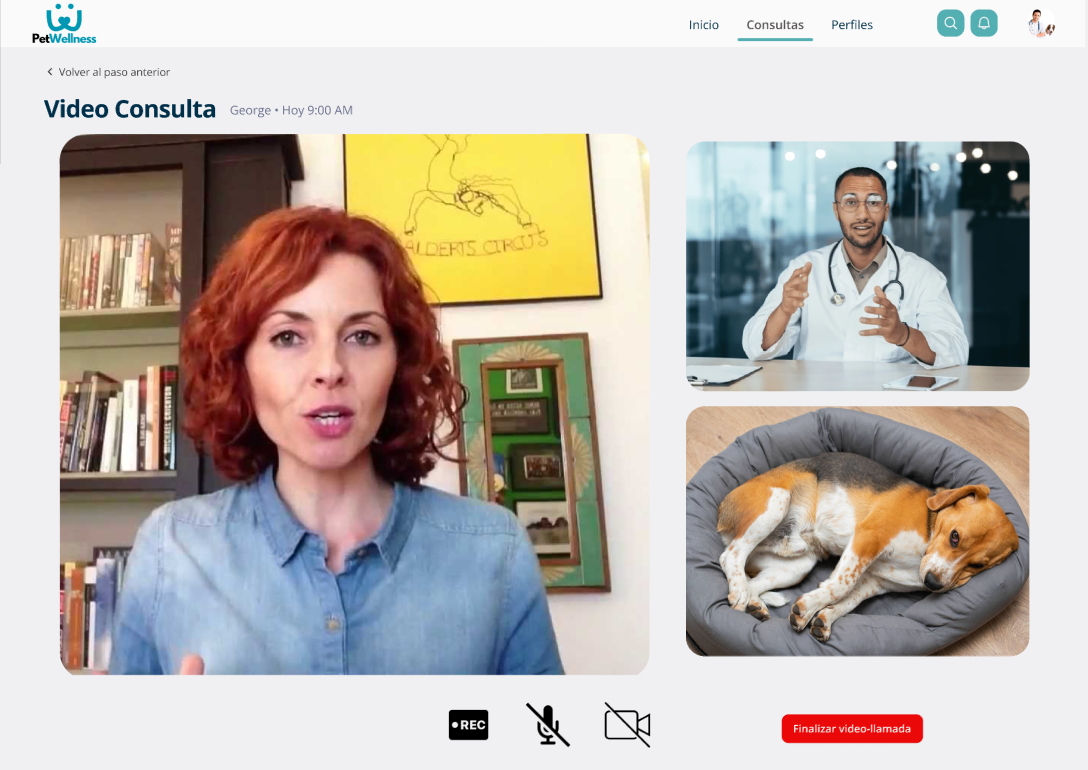 PetWellness
Inicio
Consultas
Perfiles
Volver al paso anterior
Video Consulta
George • Hoy 9:00 AM
ALDERTS CIRCUS
REC
Finalizar video-llamada